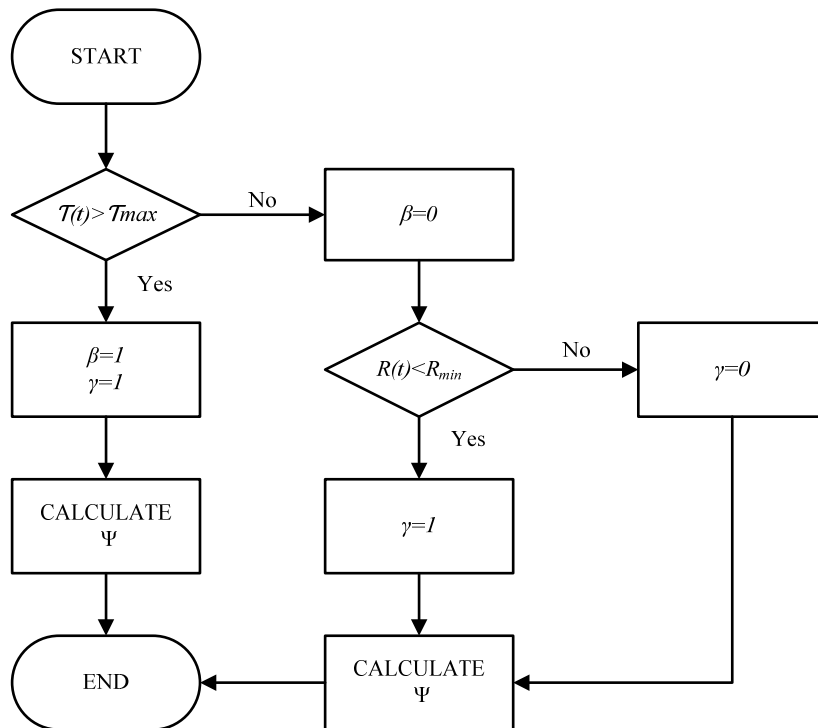 START
T(t)>Tmax
No
β=0
Yes
β=1
γ=1
R(t)<Rmin
No
γ=0
Yes
CALCULATE
Ψ
γ=1
END
CALCULATE
Ψ